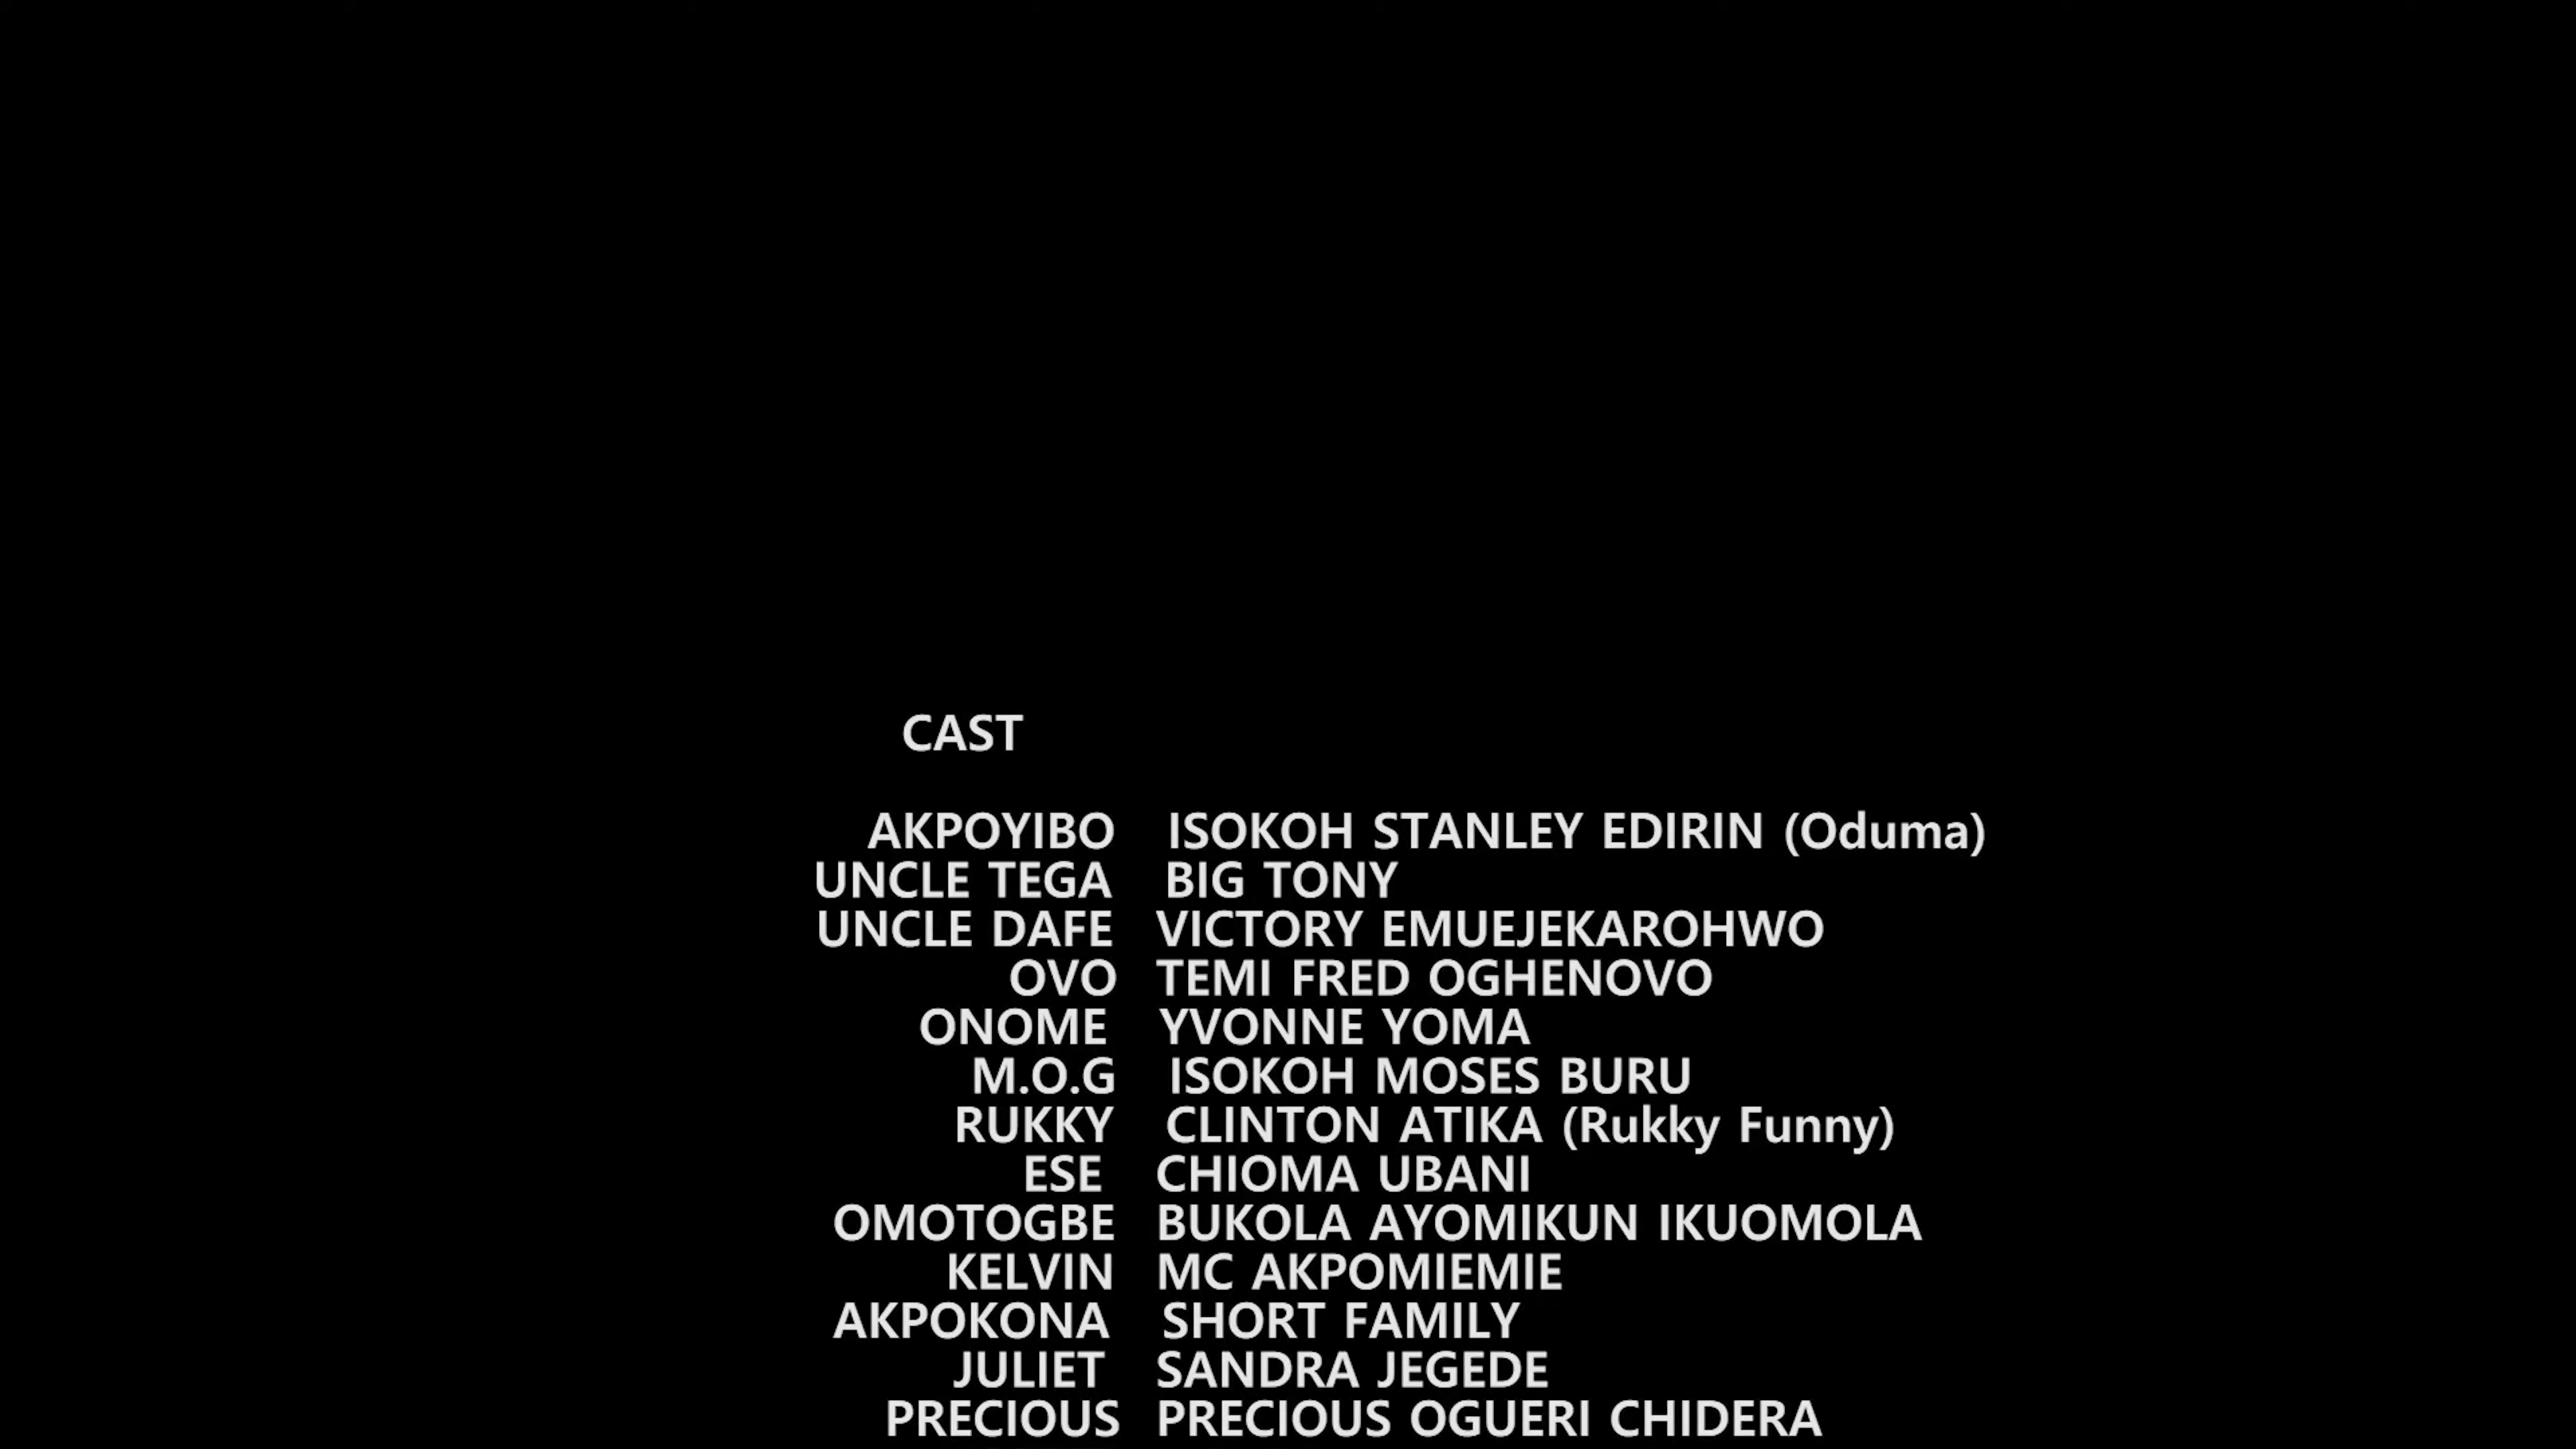 CAST
AKPOYIBO ISOKOH STANLEY EDIRIN (Oduma)
UNCLE TEGA BIG TONY
UNCLE DAFE VICTORY EMUEJEKAROHWO
OVO TEMI FRED OGHENOVO
ONOME YVONNE YOMA
M.O.G ISOKOH MOSES BURU
RUKKY CLINTON ATIKA (Rukky Funny)
ESE CHIOMA UBANI
OMOTOGBE BUKOLA AYOMIKUN IKUOMOLA
KELVIN MC AKPOMIEMIE
AKPOKONA SHORT FAMILY
JULIET SANDRA JEGEDE
PRECIOUS PRECIOUS OGUERI CHIDERA